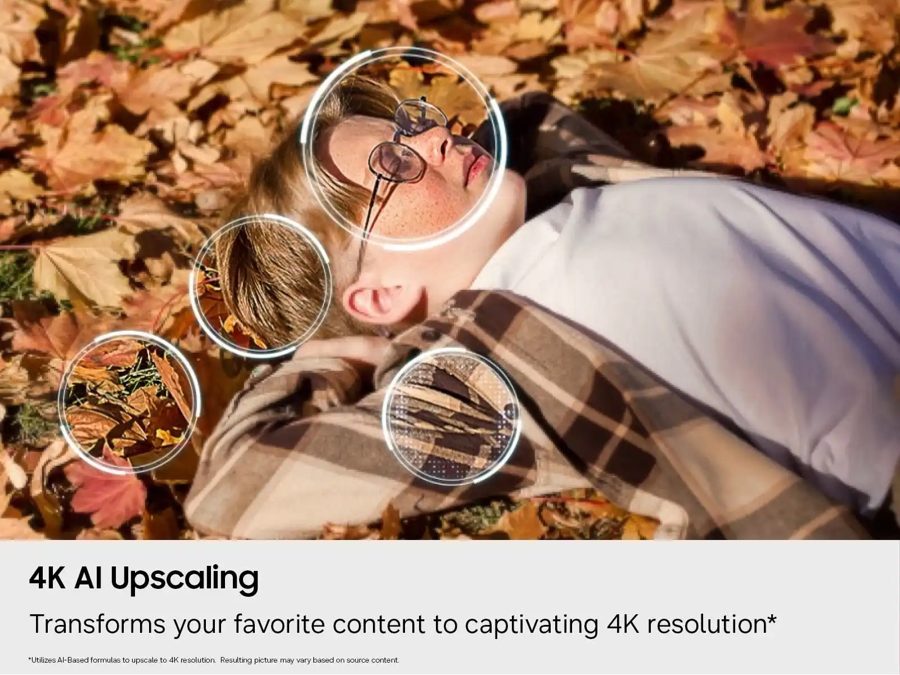 4K AI Upscaling
Transforms your favorite content to captivating 4K resolution*
*Utilizes AI-Based formulas to upscale to 4K resolution. Resulting picture may vary based on source content.